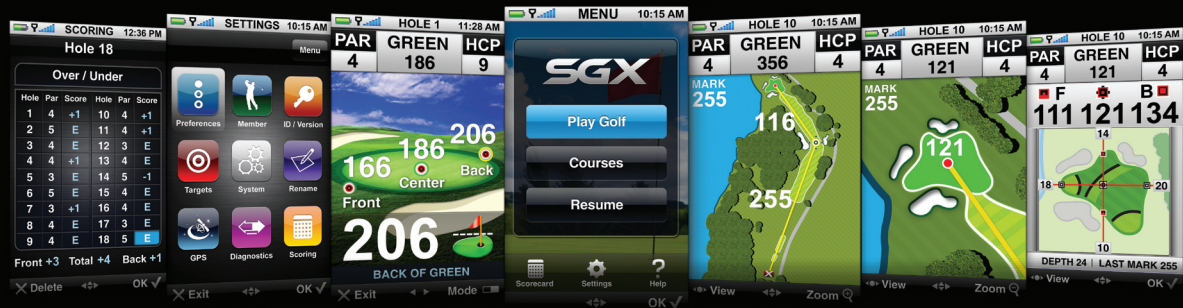 SCORING 12:36 PM
Hole 18
Over / Under
Hole Par Score Hole Par Score
1 4 +1 10 4 +1
2 5 E 11 4 +1
3 4 E 12 3 E
4 4 +1 13 4 E
5 3 E 14 5 -1
6 5 E 15 4 E
7 3 +1 16 4 E
8 4 E 17 3 E
9 4 E 18 5 E
Front +3 Total +4 Back +1
Delete OK
SETTINGS 10:15 AM
Menu
Preferences Member ID / Version
Targets System Rename
GPS Diagnostics Scoring
Exit OK
HOLE 1 11:28 AM
PAR GREEN HCP
4 186 9
206
186
166 Center Back
Front
206
BACK OF GREEN
Exit Mode
MENU 10:15 AM
SGX
Play Golf
Courses
Resume
Scorecard Settings Help
OK
HOLE 10 10:15 AM
PAR GREEN HCP
4 356 4
MARK
255
116
255
View Zoom
HOLE 10 10:15 AM
PAR GREEN HCP
4 121 4
MARK
255
121
View Zoom
HOLE 10 10:15 AM
PAR GREEN HCP
4 121 4
F B
111 121 134
14
18 20
10
DEPTH 24 LAST MARK 255
View